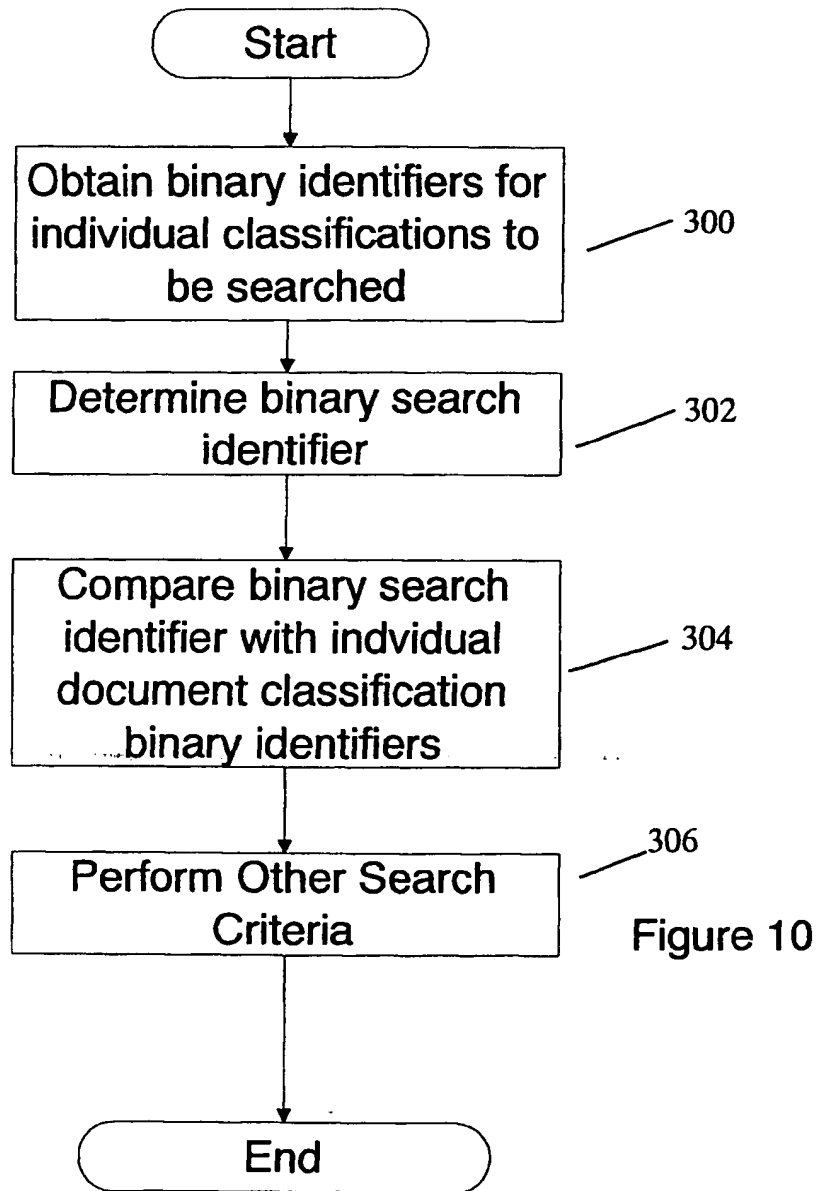 Start
Obtain binary identifiers for
individual classifications to
be searched
300
Determine binary search
identifier
302
Compare binary search
identifier with indvidual
document classification
binary identifiers
304
Perform Other Search
Criteria
306
Figure 10
End